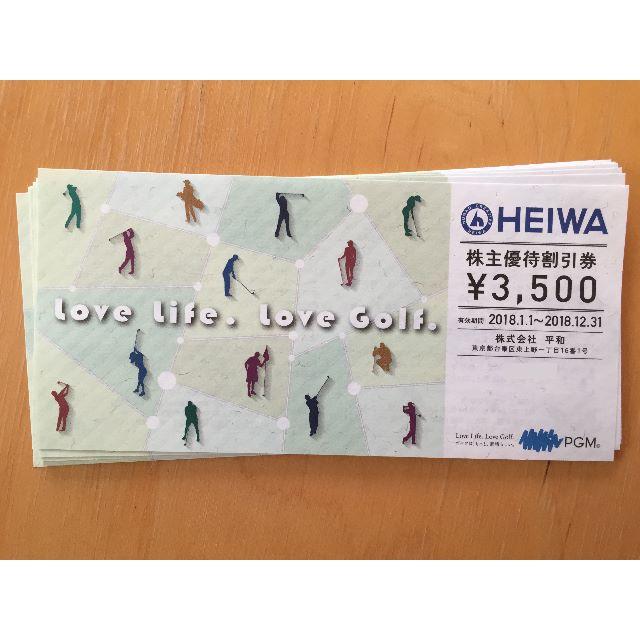 Love Life. Love Golf.
HEIWA
株主優待割引券
¥3,500
有効期間 2018.1.1～2018.12.31
株式会社 平和
東京都台東区東上野一丁目16番1号
Love Life. Love Golf.
PGM®